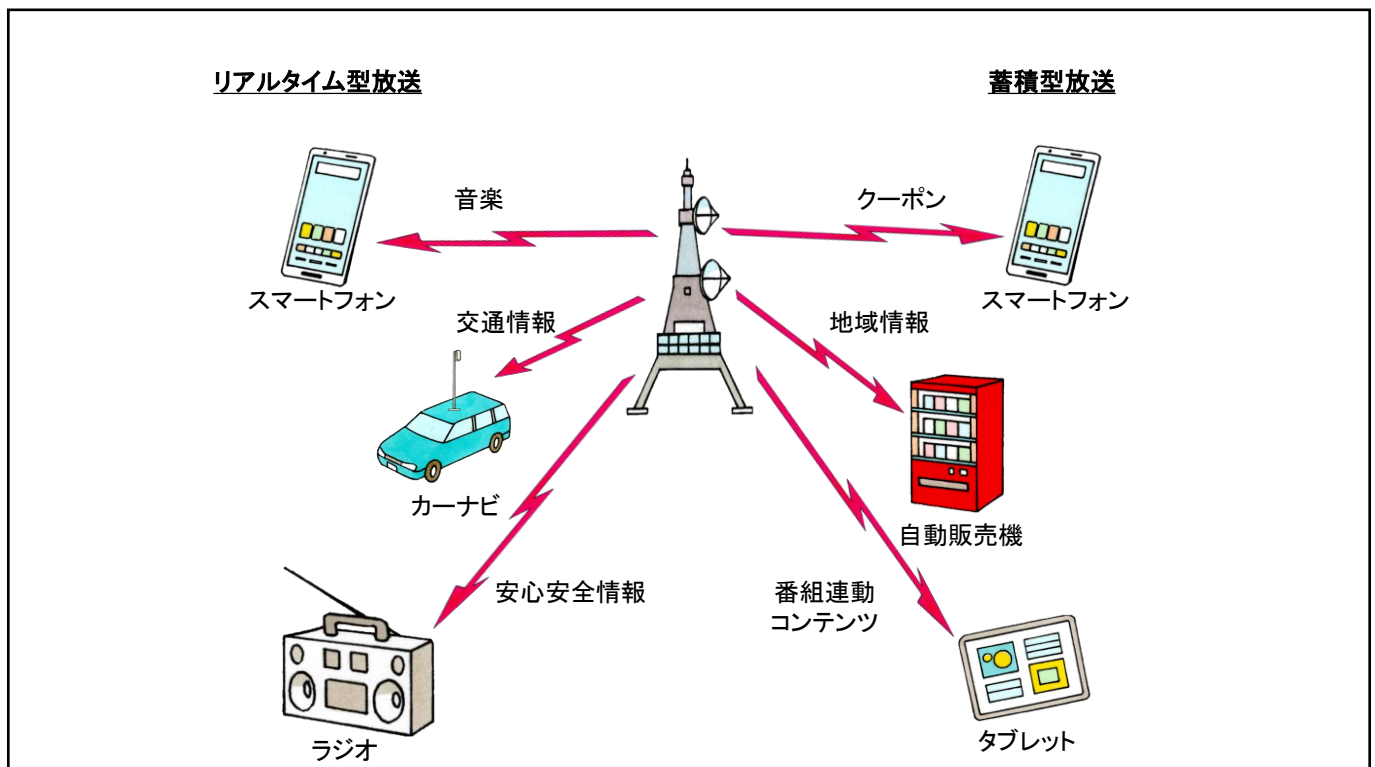 リアルタイム型放送
蓄積型放送
音楽
クーポン
スマートフォン
スマートフォン
交通情報
地域情報
カーナビ
自動販売機
安心安全情報
番組連動
コンテンツ
ラジオ
タブレット